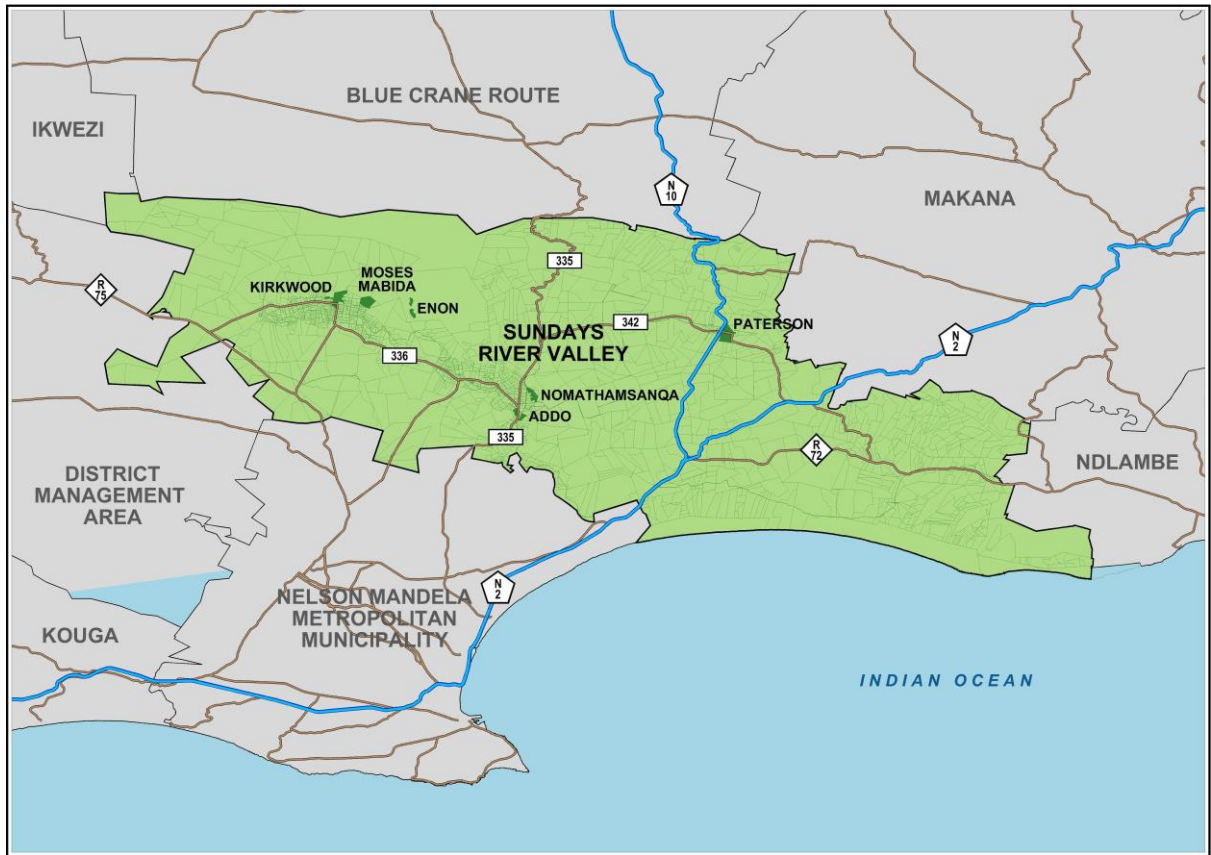 BLUE CRANE ROUTE
IKWEZI
N
10
MAKANA
335
R
75
KIRKWOOD
MOSES
MABIDA
ENON
342
PATERSON
SUNDAYS
RIVER VALLEY
336
N
2
NOMATHAMSANQA
ADDO
335
R
72
NDLAMBE
DISTRICT
MANAGEMENT
AREA
N
2
NELSON MANDELA
METROPOLITAN
MUNICIPALITY
KOUGA
INDIAN OCEAN